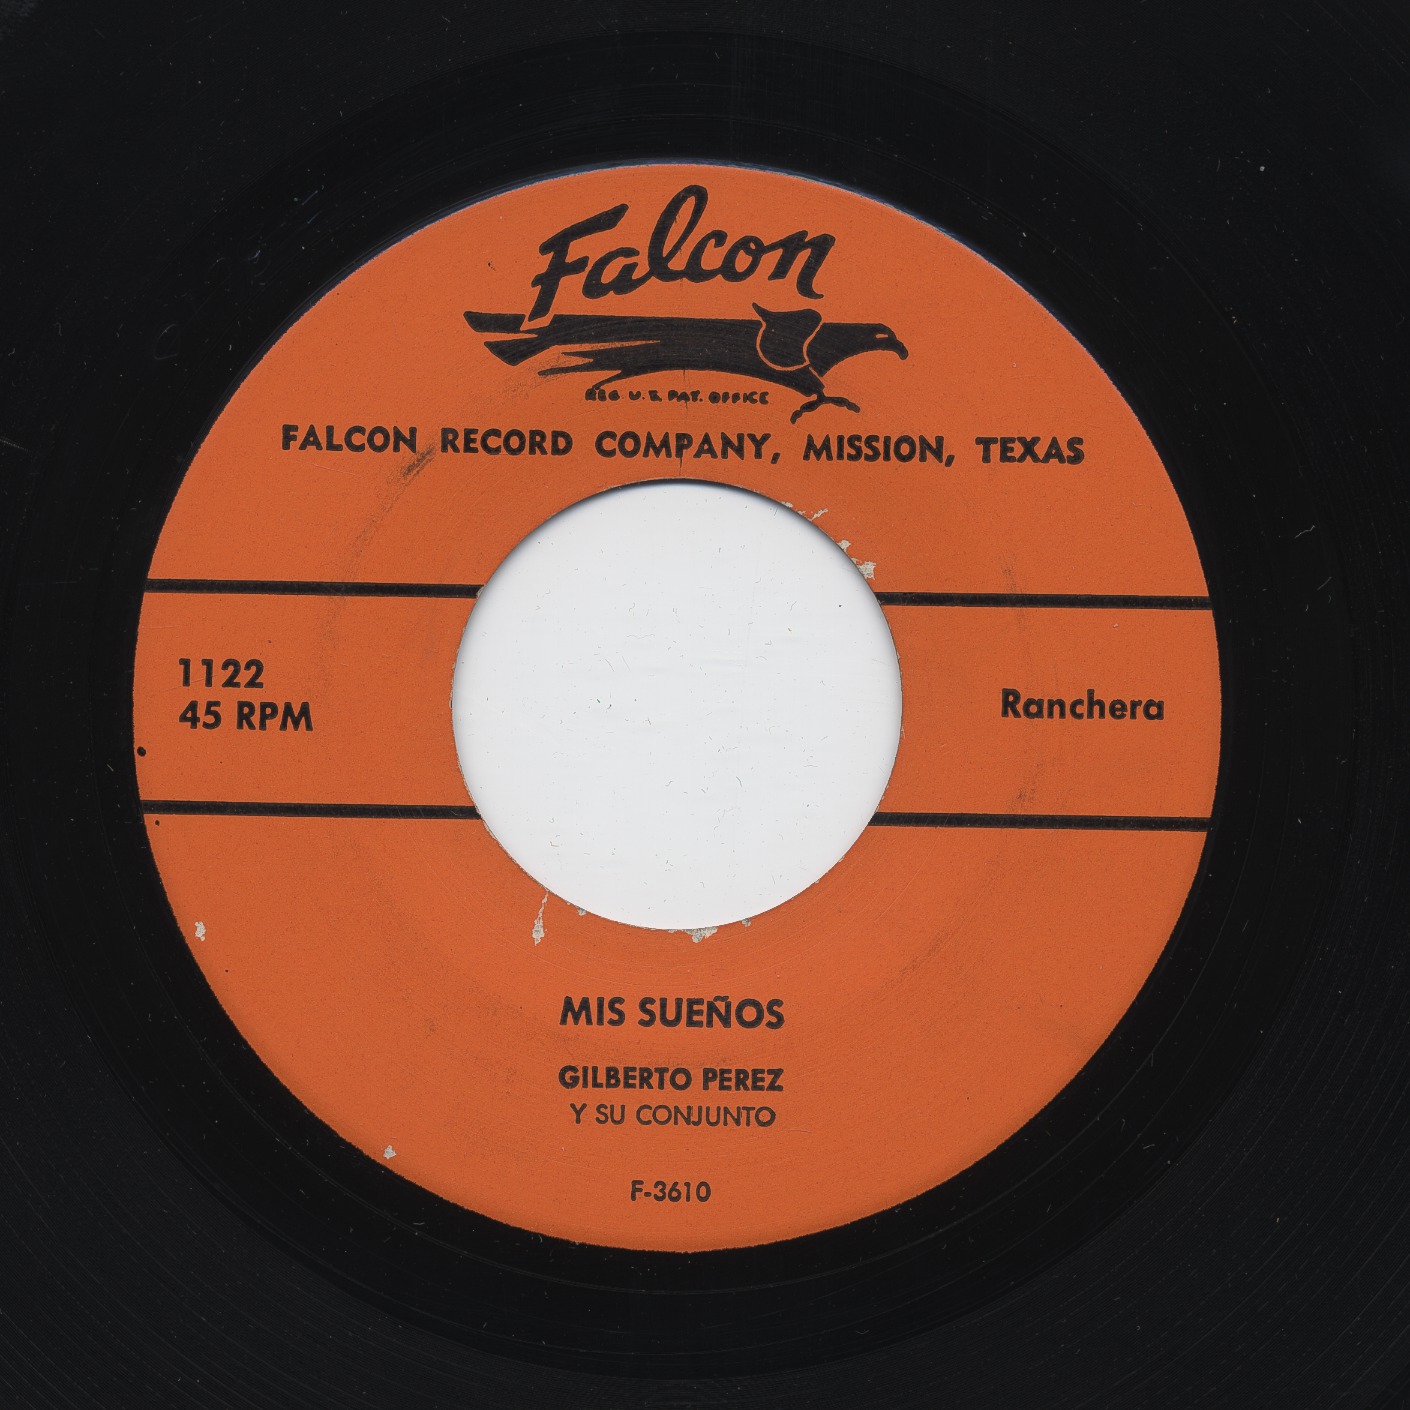 Falcon
REG U.S. PAT. OFFICE
FALCON RECORD COMPANY, MISSION, TEXAS
1122
45 RPM
Ranchera
MIS SUEÑOS
GILBERTO PEREZ
Y SU CONJUNTO
F-3610